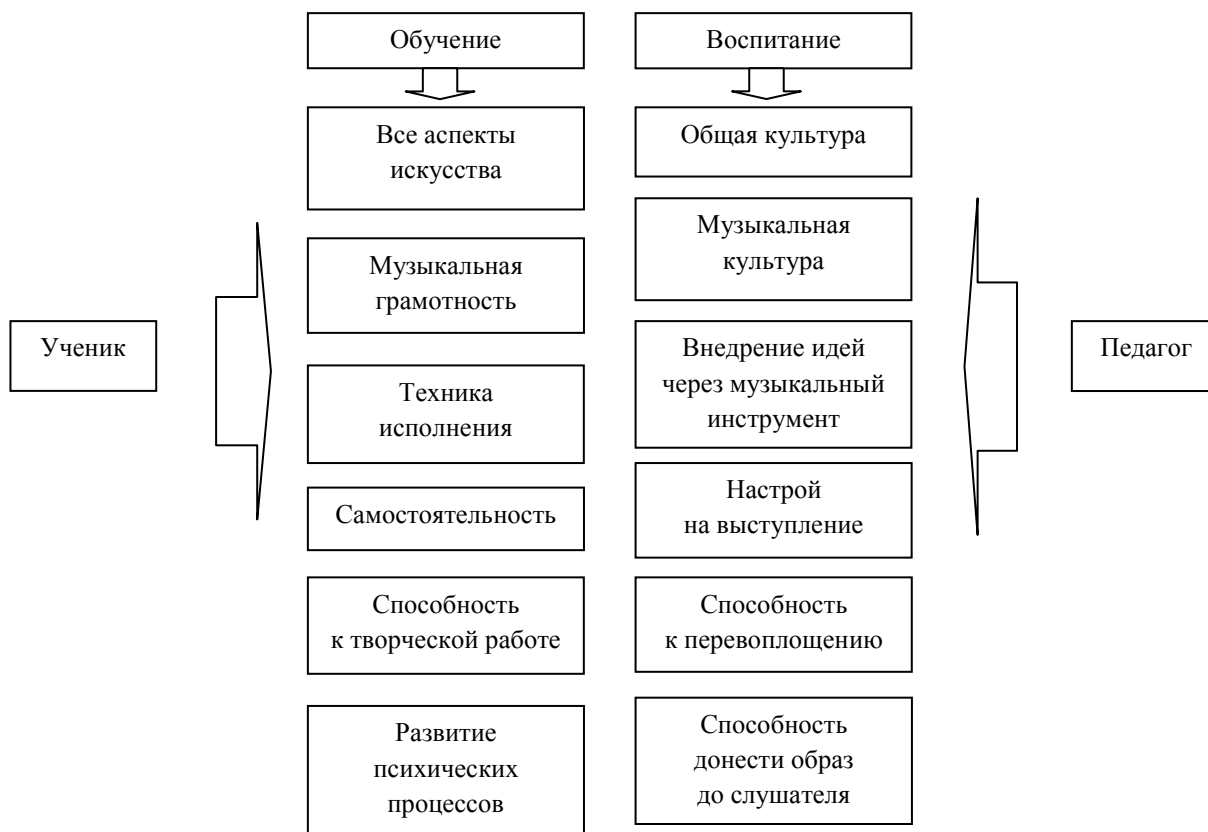 Обучение
Воспитание
Все аспекты
искусства
Общая культура
Музыкальная
культура
Музыкальная
грамотность
Ученик
Внедрение идей
через музыкальный
инструмент
Педагог
Техника
исполнения
Настрой
на выступление
Самостоятельность
Способность
к творческой работе
Способность
к перевоплощению
Развитие
психических
процессов
Способность
донести образ
до слушателя